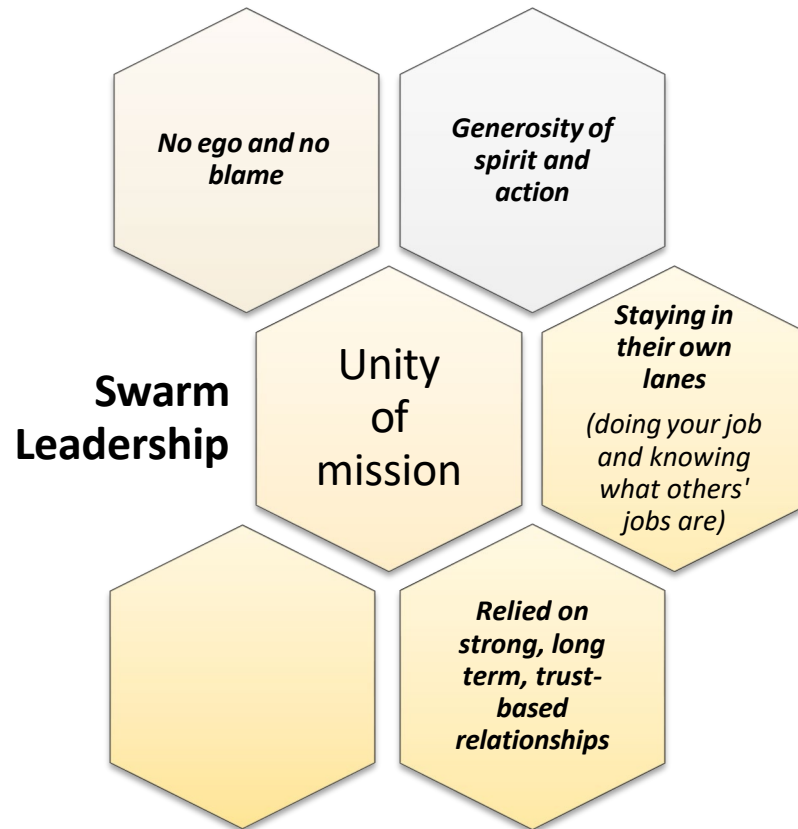 No ego and no
blame
Generosity of
spirit and
action
Swarm
Leadership
Unity
of
mission
Staying in
their own
lanes
(doing your job
and knowing
what others'
jobs are)
Relied on
strong, long
term, trust-
based
relationships